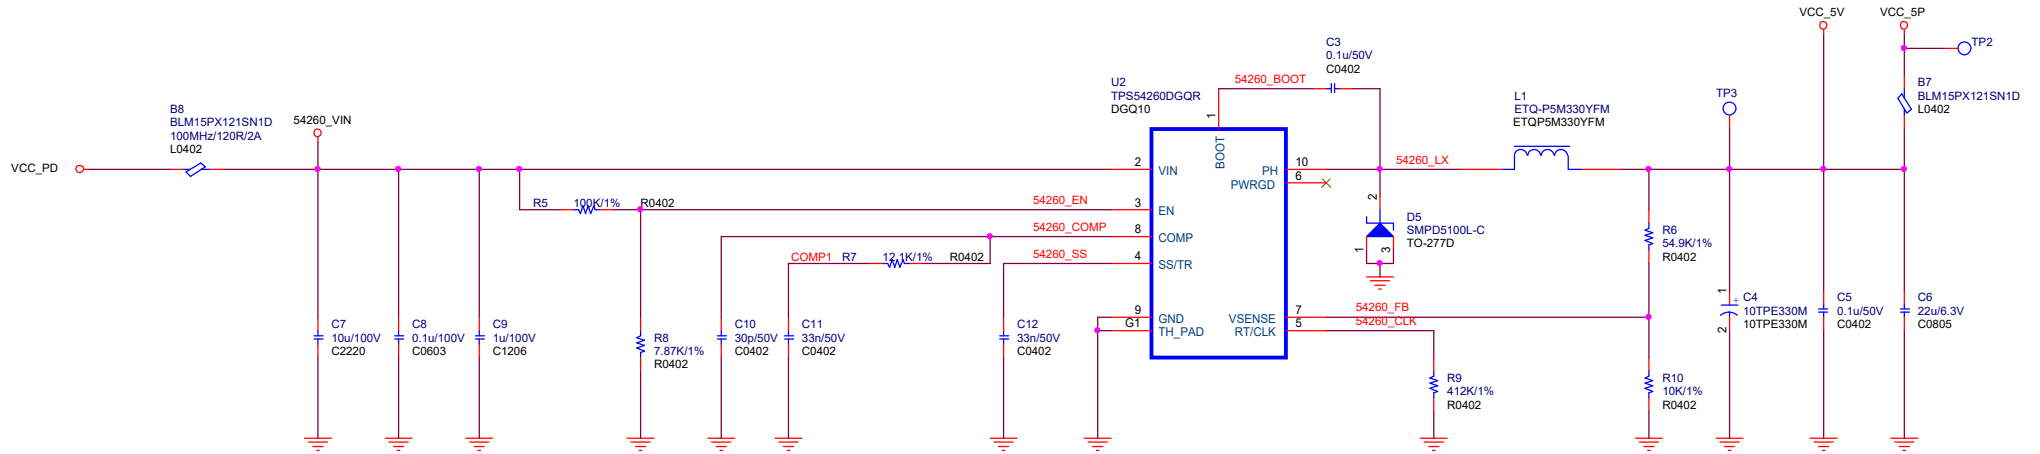 VCC_5V
VCC_5P
TP2
C3
0.1u/50V
C0402
U2
TPS54260DGQR
DGQ10
54260_BOOT
B7
BLM15PX121SN1D
L0402
B8
BLM15PX121SN1D
100MHz/120R/2A
L0402
54260_VIN
L1
ETQ-P5M330YFM
ETQP5M330YFM
TP3
1
BOOT
VCC_PD
2
VIN
PH
10
54260_LX
PWRGD
6
R5
100K/1%
R0402
54260_EN
3
EN
2
D5
SMPD5100L-C
TO-277D
1
3
54260_COMP
8
COMP
R6
54.9K/1%
R0402
COMP1
R7
12.1K/1%
R0402
54260_SS
4
SS/TR
9
GND
VSENSE
7
54260_FB
G1
TH_PAD
RT/CLK
5
54260_CLK
C7
10u/100V
C2220
C8
0.1u/100V
C0603
C9
1u/100V
C1206
R8
7.87K/1%
R0402
C10
30p/50V
C0402
C11
33n/50V
C0402
C12
33n/50V
C0402
1
+
2
C4
10TPE330M
10TPE330M
C5
0.1u/50V
C0402
C6
22u/6.3V
C0805
R9
412K/1%
R0402
R10
10K/1%
R0402